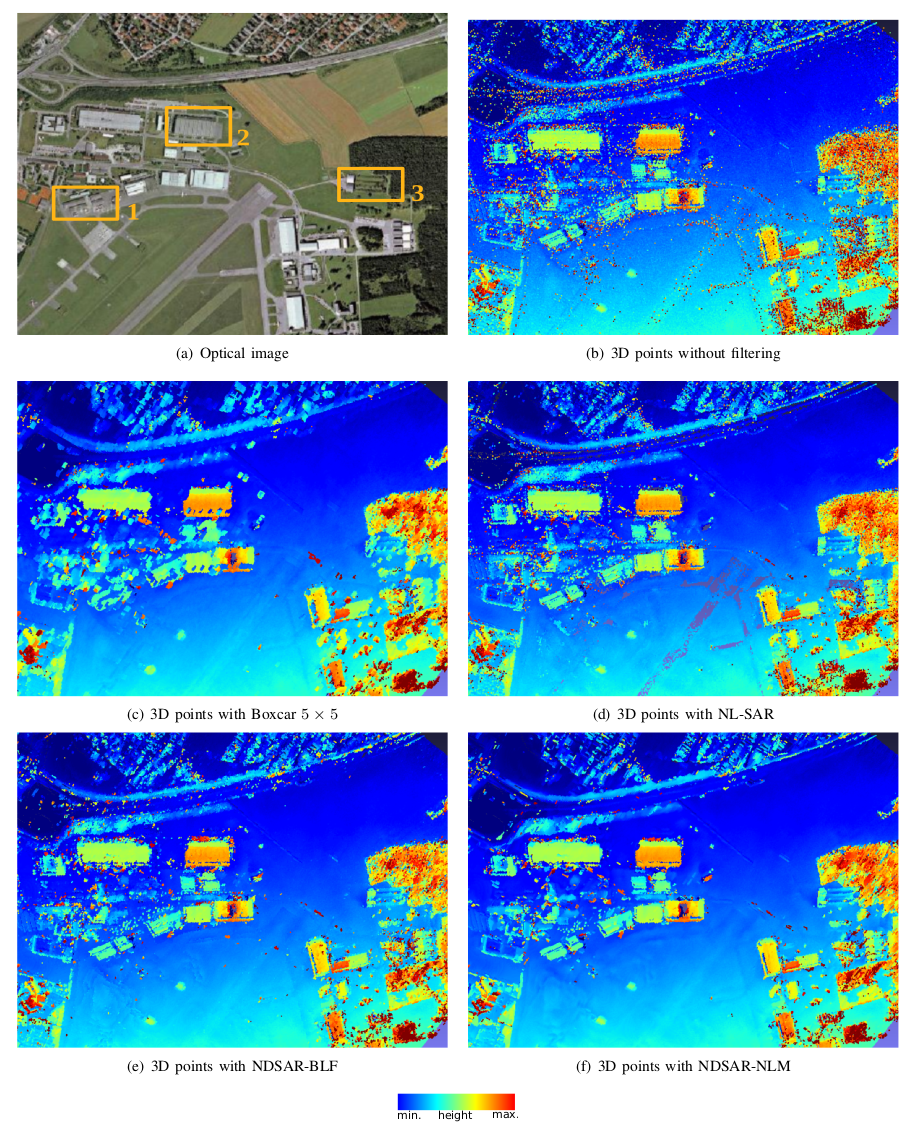 2
3
1
(a) Optical image
(b) 3D points without filtering
(c) 3D points with Boxcar 5 × 5
(d) 3D points with NL-SAR
(e) 3D points with NDSAR-BLF
(f) 3D points with NDSAR-NLM
min. height max.